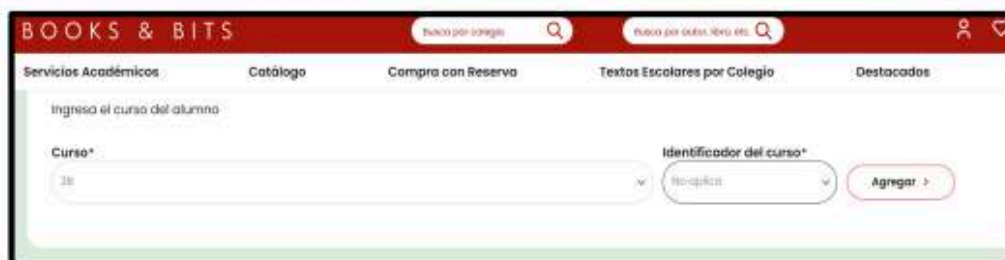 BOOKS & BITS
Busca por colegio
Busca por autor, libro, etc.
Servicios Académicos
Catálogo
Compra con Reserva
Textos Escolares por Colegio
Destacados
Ingresa el curso del alumno
Curso*
Identificador del curso*
No aplica
Agregar >